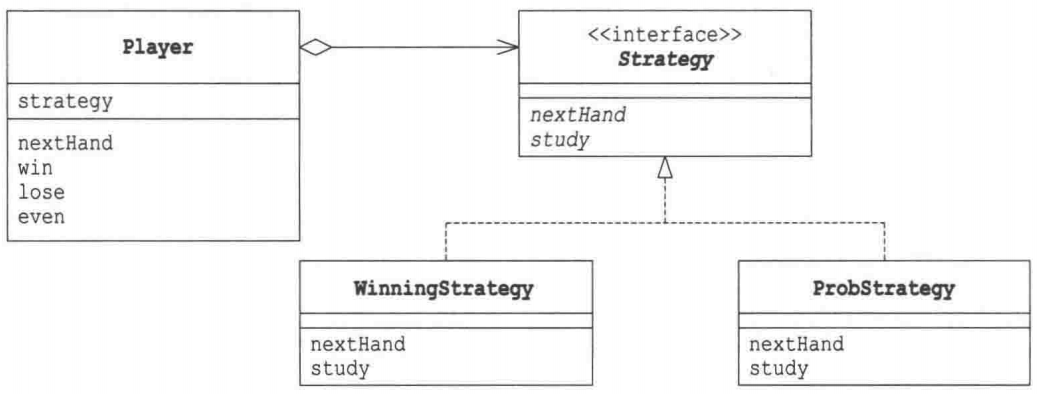 Player
strategy
nextHand
win
lose
even
<<interface>>
Strategy
nextHand
study
WinningStrategy
nextHand
study
ProbStrategy
nextHand
study